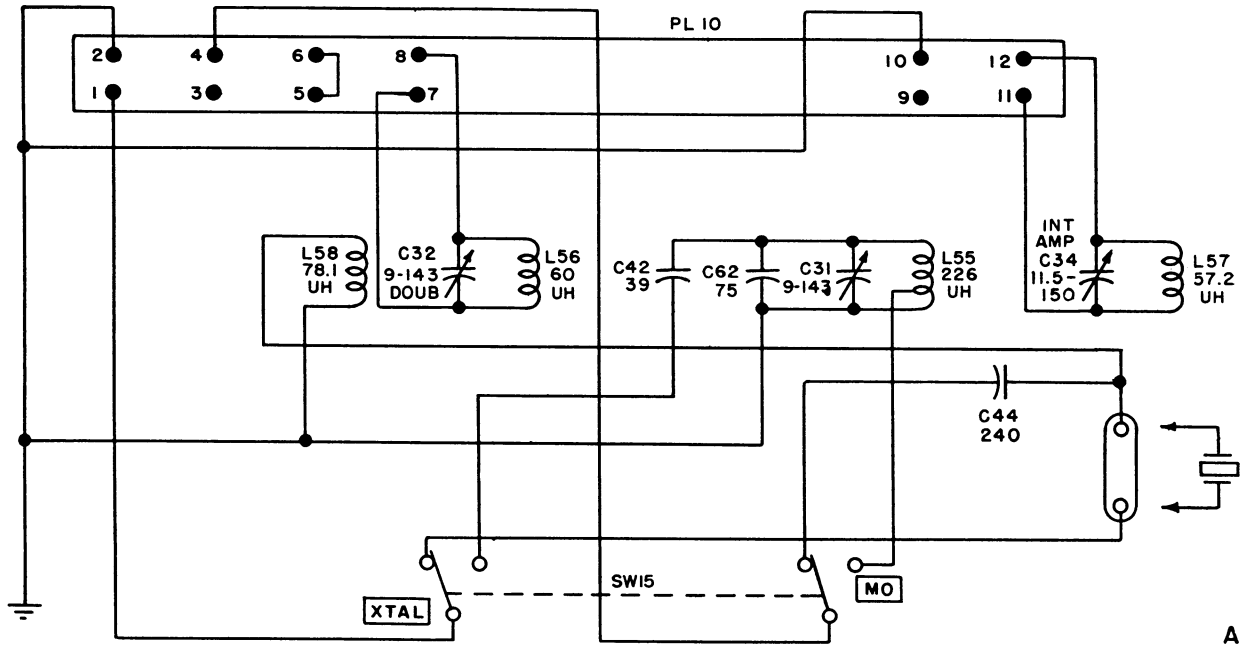 PL 10
2
4
6
8
10
12
1
3
5
7
9
11
L58
78.1
UH
C32
9-143
DOUB
L56
60
UH
C42
39
C62
75
C31
9-143
L55
226
UH
INT
AMP
C34
11.5-
150
L57
57.2
UH
C44
240
SW15
XTAL
MO
A